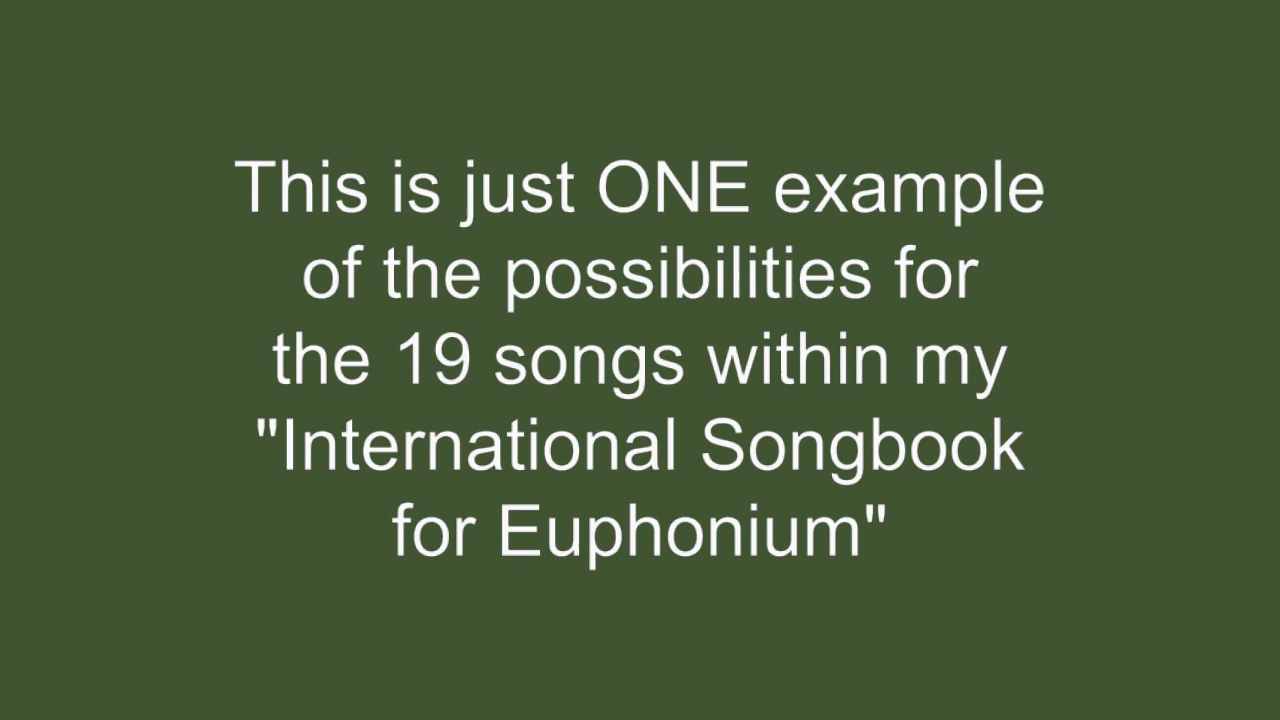 This is just ONE example
of the possibilities for
the 19 songs within my
"International Songbook
for Euphonium"